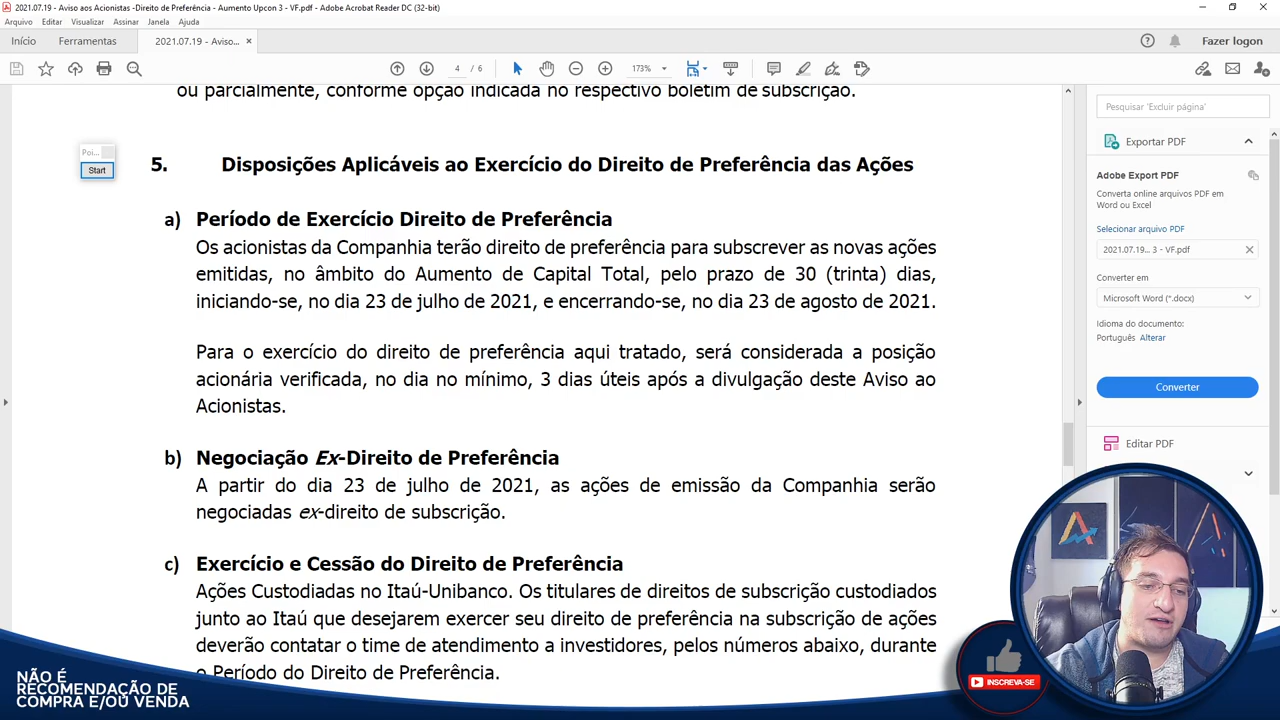 2021.07.19 - Aviso aos Acionistas -Direito de Preferência - Aumento Upcon 3 - VF.pdf - Adobe Acrobat Reader DC (32-bit)
Arquivo Editar Visualizar Assinar Janela Ajuda
Início Ferramentas 2021.07.19 - Aviso... × Fazer logon
4 / 6 173%
ou parcialmente, conforme opção indicada no respectivo boletim de subscrição.
Poi...
Start
5. Disposições Aplicáveis ao Exercício do Direito de Preferência das Ações
a) Período de Exercício Direito de Preferência
Os acionistas da Companhia terão direito de preferência para subscrever as novas ações
emitidas, no âmbito do Aumento de Capital Total, pelo prazo de 30 (trinta) dias,
iniciando-se, no dia 23 de julho de 2021, e encerrando-se, no dia 23 de agosto de 2021.
Para o exercício do direito de preferência aqui tratado, será considerada a posição
acionária verificada, no dia no mínimo, 3 dias úteis após a divulgação deste Aviso ao
Acionistas.
b) Negociação Ex-Direito de Preferência
A partir do dia 23 de julho de 2021, as ações de emissão da Companhia serão
negociadas ex-direito de subscrição.
c) Exercício e Cessão do Direito de Preferência
Ações Custodiadas no Itaú-Unibanco. Os titulares de direitos de subscrição custodiados
junto ao Itaú que desejarem exercer seu direito de preferência na subscrição de ações
deverão contatar o time de atendimento a investidores, pelos números abaixo, durante
o Período do Direito de Preferência.
Pesquisar 'Excluir página'
Exportar PDF
Adobe Export PDF
Converta online arquivos PDF em
Word ou Excel
Selecionar arquivo PDF
2021.07.19... 3 - VF.pdf
Converter em
Microsoft Word (*.docx)
Idioma do documento:
Português Alterar
Converter
Editar PDF
NÃO É
RECOMENDAÇÃO DE
COMPRA E/OU VENDA
INSCREVA-SE